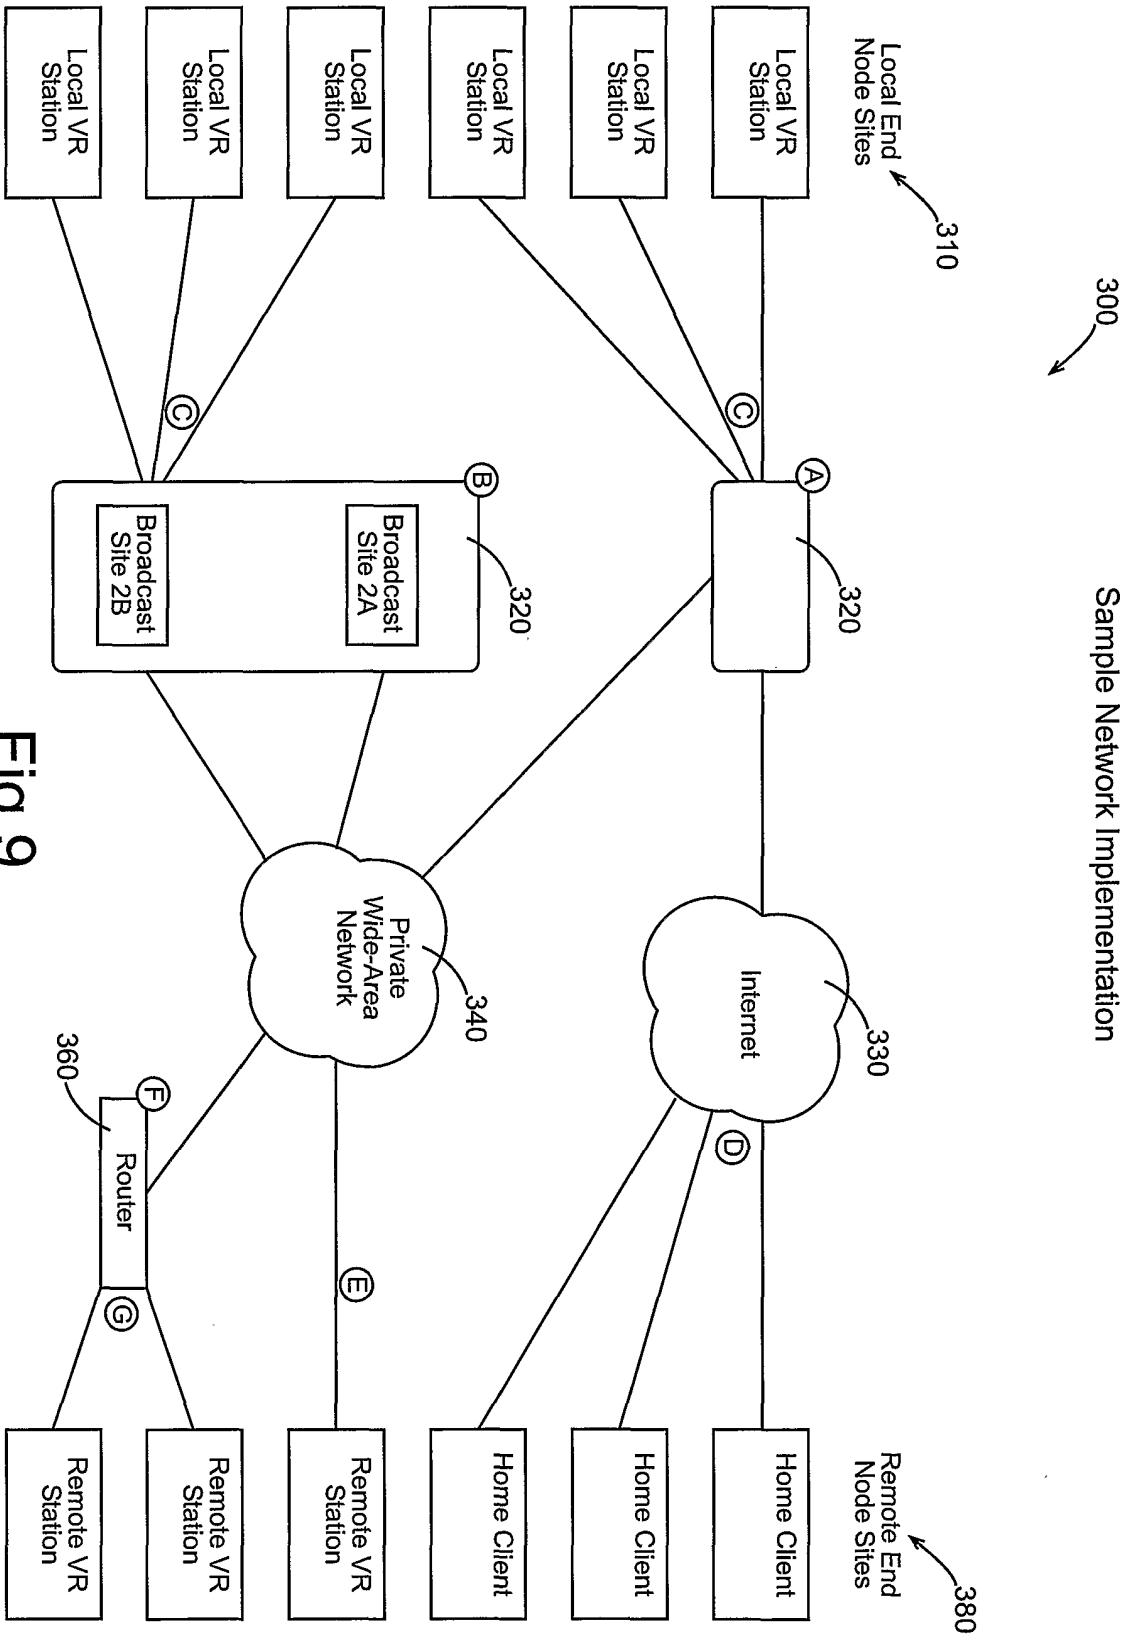 Sample Network Implementation
300
Local End
Node Sites
310
Remote End
Node Sites
380
Local VR
Station
Local VR
Station
Local VR
Station
Local VR
Station
Local VR
Station
Local VR
Station
C
C
A
320
B
320
Broadcast
Site 2A
Broadcast
Site 2B
Internet
330
Private
Wide-Area
Network
340
D
E
F
360
Router
G
Home Client
Home Client
Home Client
Remote VR
Station
Remote VR
Station
Remote VR
Station
Fig 9